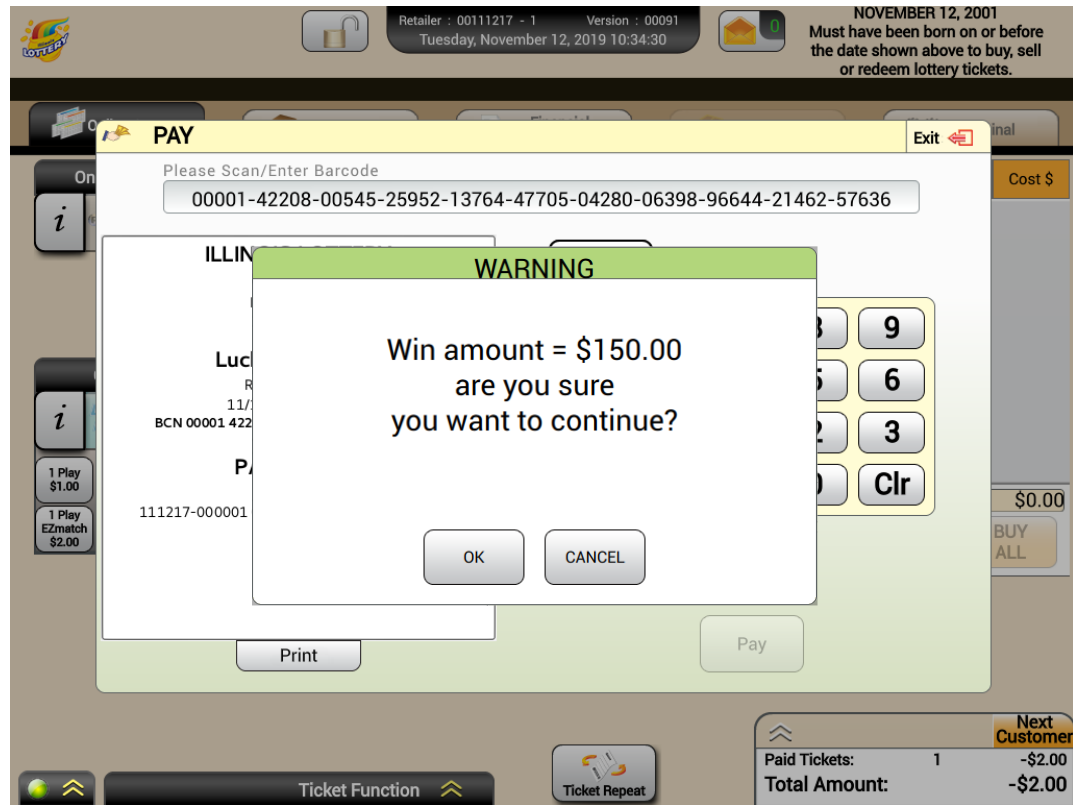 LOTTERY
Retailer : 00111217 - 1 Version : 00091
Tuesday, November 12, 2019 10:34:30
0
NOVEMBER 12, 2001
Must have been born on or before
the date shown above to buy, sell
or redeem lottery tickets.
PAY
Exit
Please Scan/Enter Barcode
Cost $
00001-42208-00545-25952-13764-47705-04280-06398-96644-21462-57636
i
WARNING
Win amount = $150.00
are you sure
you want to continue?
9
6
i
BCN 00001 422
3
1 Play
$1.00
Clr
111217-000001
$0.00
1 Play
EZmatch
$2.00
BUY
ALL
OK
CANCEL
Print
Pay
Next
Customer
Paid Tickets: 1 -$2.00
Total Amount: -$2.00
Ticket Function
Ticket Repeat